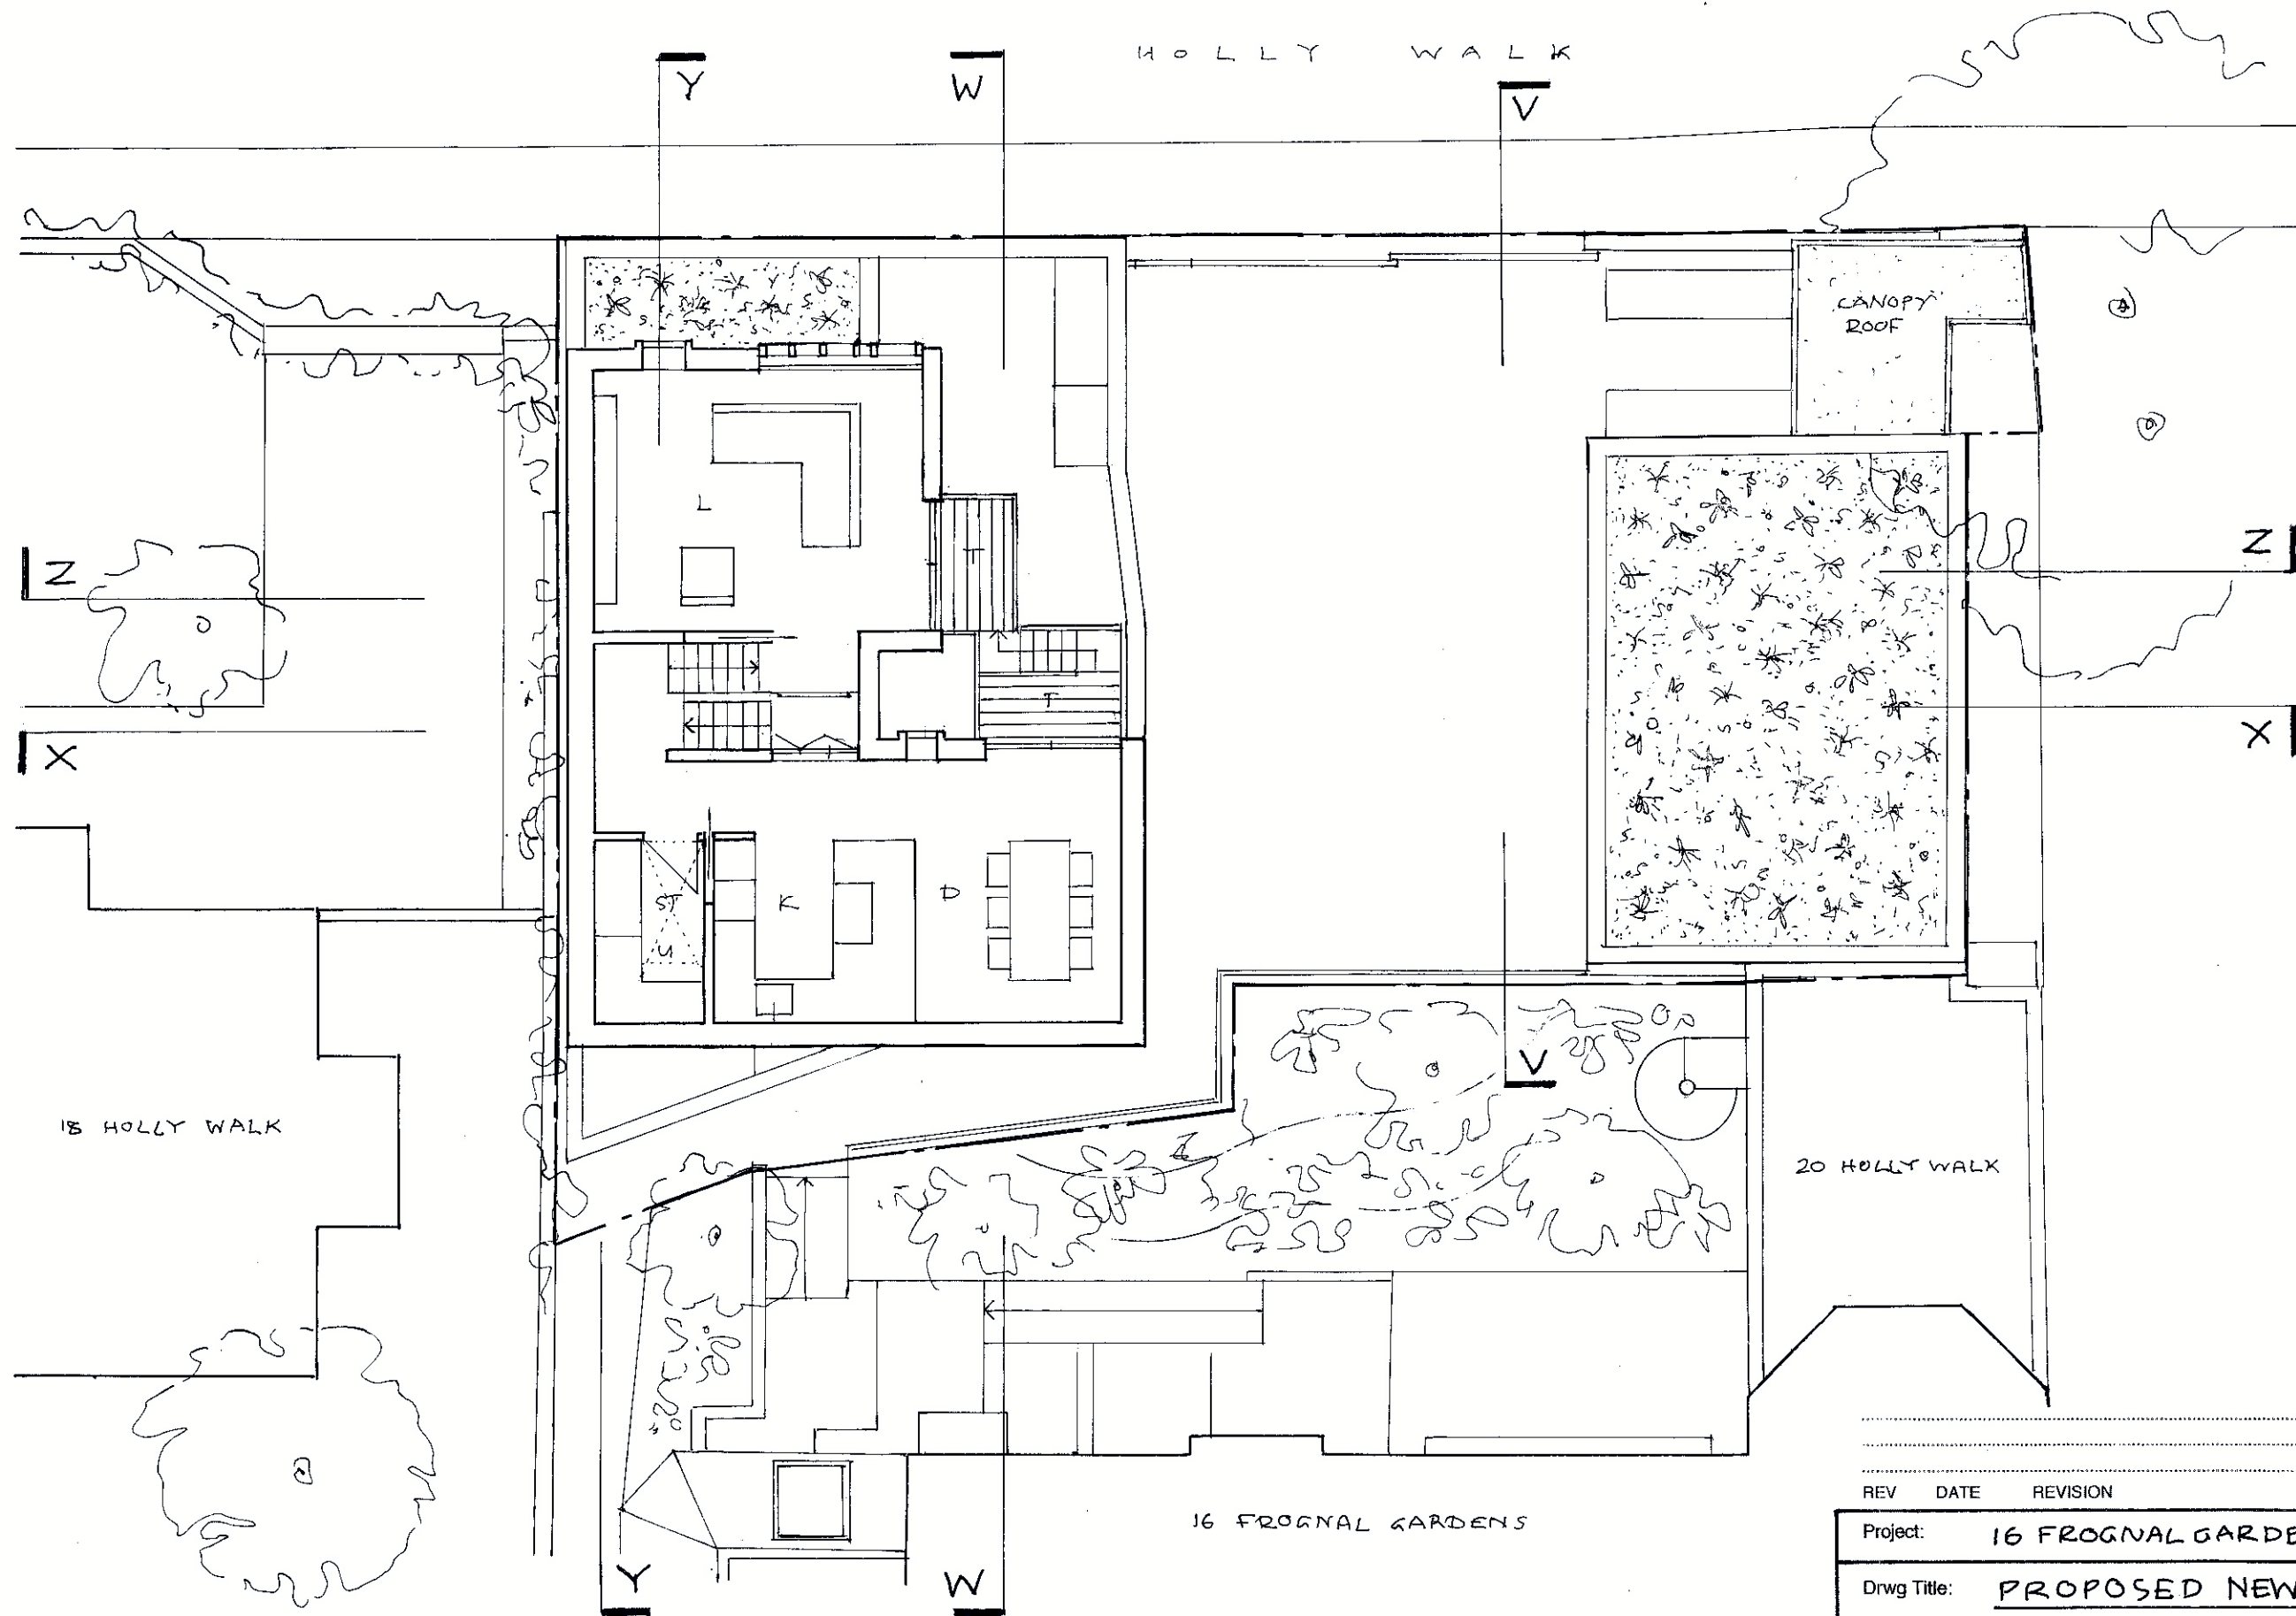 HOLLY WALK
Y
W
V
CANOPY
ROOF
L
T
Z
Z
T
X
X
ST
U
K
D
V
18 HOLLY WALK
20 HOLLY WALK
REV DATE REVISION
16 FROGNAL GARDENS
Project: 16 FROGNAL GARDE
Drwg Title: PROPOSED NEW
Y
W